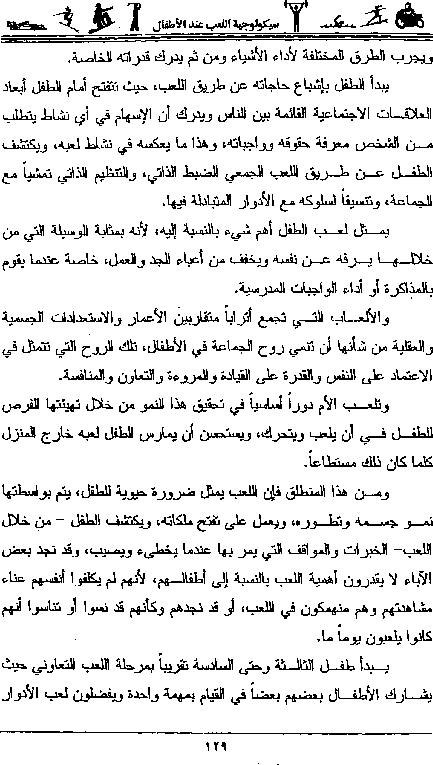 سيكولوجية اللعب عند الأطفال
ويجرب الطرق المختلفة لأداء الأشياء ومن ثم يدرك قدراته الخاصة.
يبدأ الطفل بإشباع حاجاته عن طريق اللعب، حيث تتفتح أمام الطفل أبعاد
العلاقات الاجتماعية القائمة بين الناس ويدرك أن الإسهام في أي نشاط يتطلب
من الشخص معرفة حقوقه وواجباته، وهذا ما يعكسه في نشاط لعبه، ويكتشف
الطفل عن طريق اللعب الجمعي الضبط الذاتي، والتنظيم الذاتي تمشياً مع
الجماعة، وتنسيقاً لسلوكه مع الأدوار المتبادلة فيها.
يمثل لعب الطفل أهم شيء بالنسبة إليه، لأنه بمثابة الوسيلة التي من
خلالها يرفه عن نفسه ويخفف من أعباء الجد والعمل، خاصة عندما يقوم
بالمذاكرة أو أداء الواجبات المدرسية.
والألعاب التي تجمع أتراباً متقاربين الأعمار والاستعدادات الجسمية
والعقلية من شأنها أن تنمي روح الجماعة في الأطفال، تلك الروح التي تتمثل في
الاعتماد على النفس والقدرة على القيادة والمروءة والتعاون والمنافسة.
وتلعب الأم دوراً أساسياً في تحقيق هذا النمو من خلال تهيئتها الفرص
للطفل في أن يلعب ويتحرك، ويستحسن أن يمارس الطفل لعبه خارج المنزل
كلما كان ذلك مستطاعاً.
ومن هذا المنطلق فإن اللعب يمثل ضرورة حيوية للطفل، يتم بواسطتها
نمو جسمه وتطوره، ويعمل على تفتح ملكاته، ويكتشف الطفل – من خلال
اللعب– الخبرات والمواقف التي يمر بها عندما يخطىء ويصيب، وقد نجد بعض
الآباء لا يقدرون أهمية اللعب بالنسبة إلى أطفالهم، لأنهم لم يكلفوا أنفسهم عناء
مشاهدتهم وهم منهمكون في اللعب، أو قد نجدهم وكأنهم قد نسوا أو تناسوا أنهم
كانوا يلعبون يوماً ما.
يبدأ طفل الثالثة وحتى السادسة تقريباً بمرحلة اللعب التعاوني حيث
يشارك الأطفال بعضهم بعضاً في القيام بمهمة واحدة ويفضلون لعب الأدوار
١٢٩